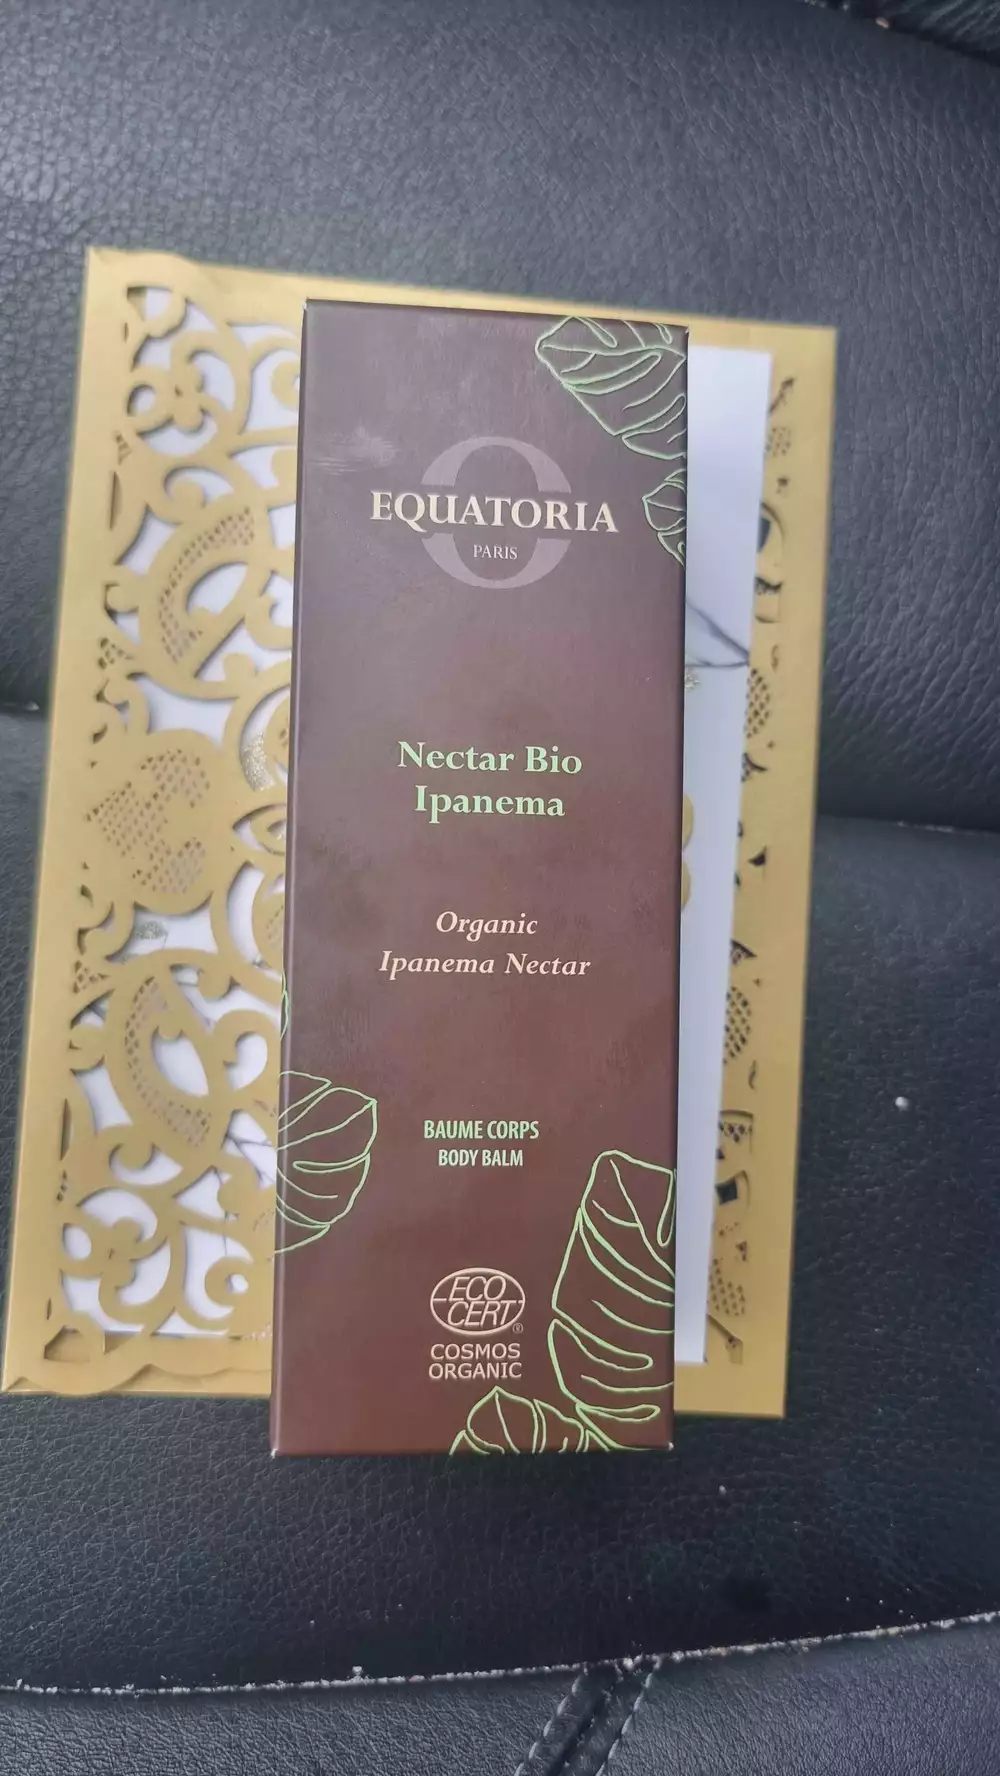 EQUATORIA
PARIS
Nectar Bio
Ipanema
Organic
Ipanema Nectar
BAUME CORPS
BODY BALM
ECO
CERT®
COSMOS
ORGANIC